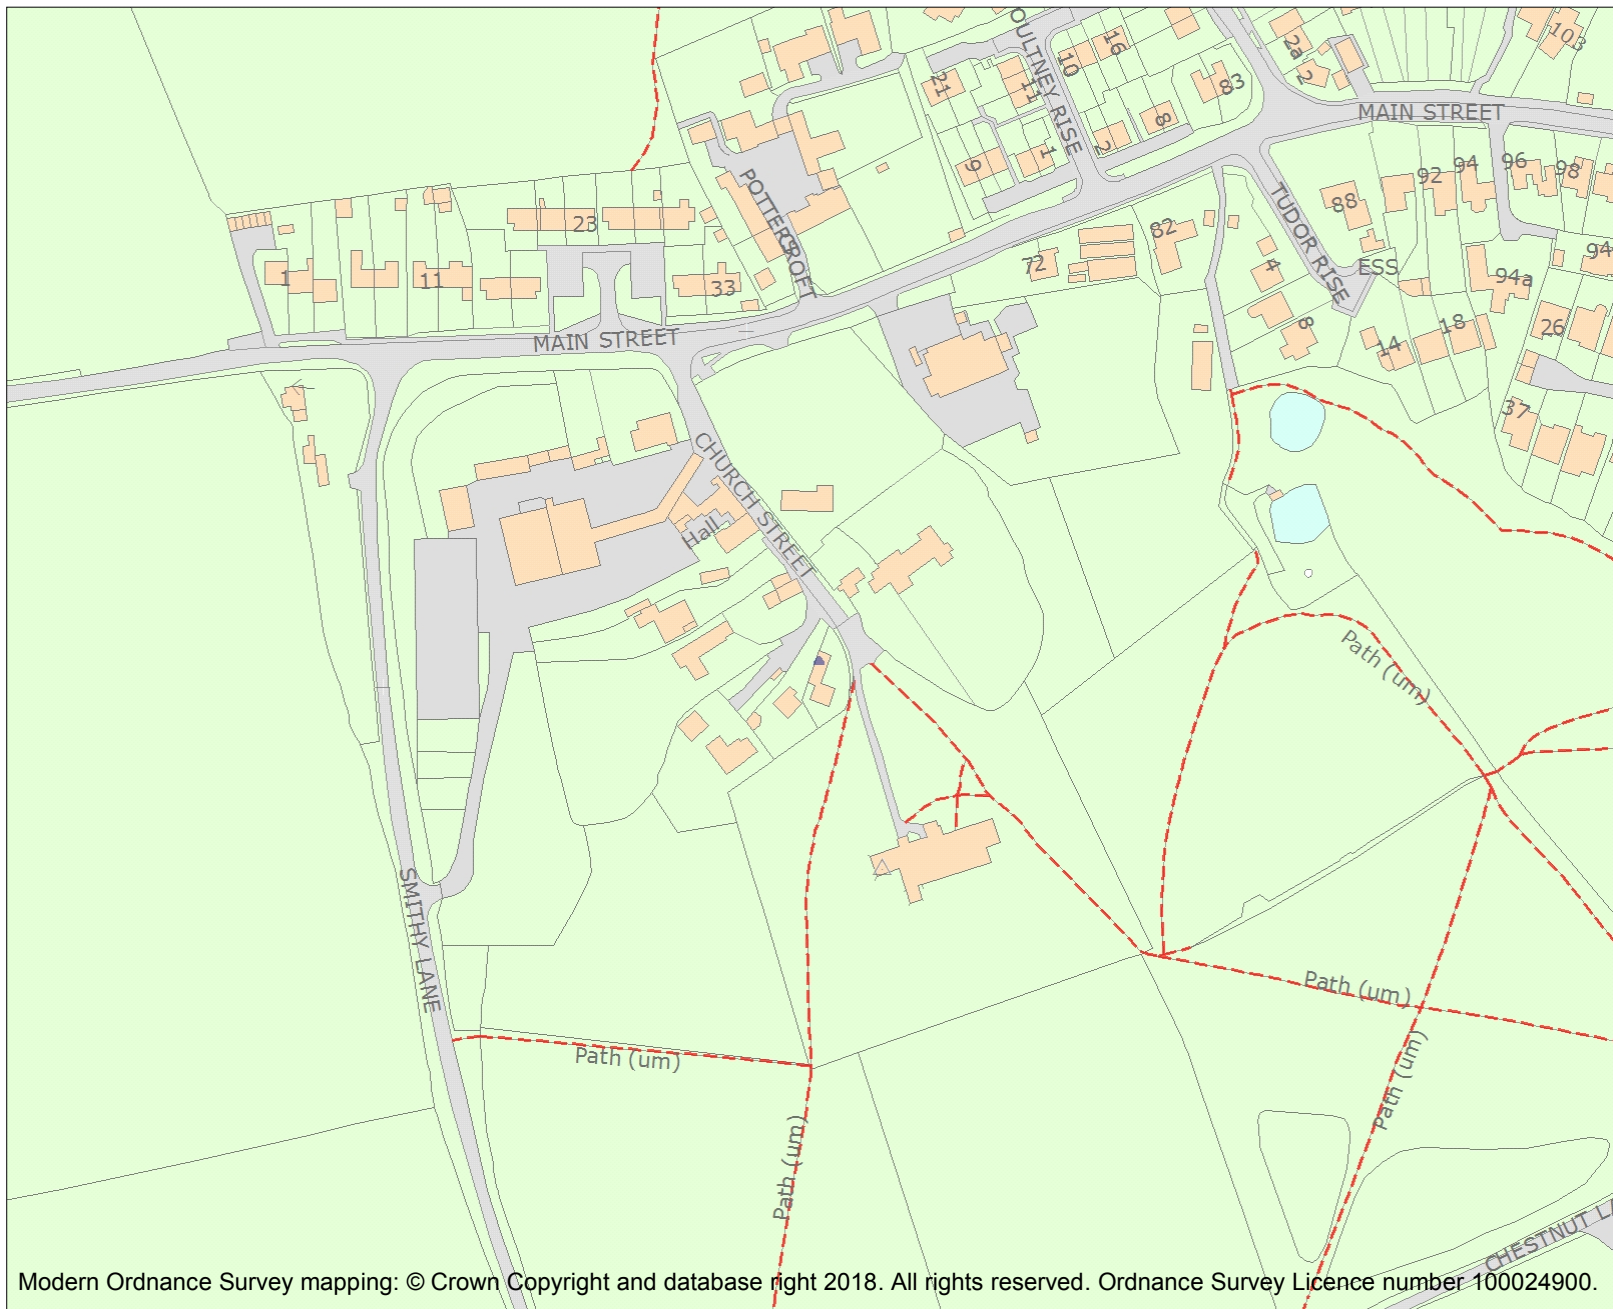 OULTNEY RISE
16
10
11
21
2a
2
103
83
8
2
1
9
MAIN STREET
POTTERS
CROFT
TUDOR RISE
88
92
94
96
98
94
94a
23
1
11
33
72
82
4
ESS
8
14
18
26
37
MAIN STREET
CHURCH STREET
Hall
Path (um)
SMITHY LANE
Path (um)
Path (um)
Path (um)
Path (um)
CHESTNUT LA
Modern Ordnance Survey mapping: © Crown Copyright and database right 2018. All rights reserved. Ordnance Survey Licence number 100024900.